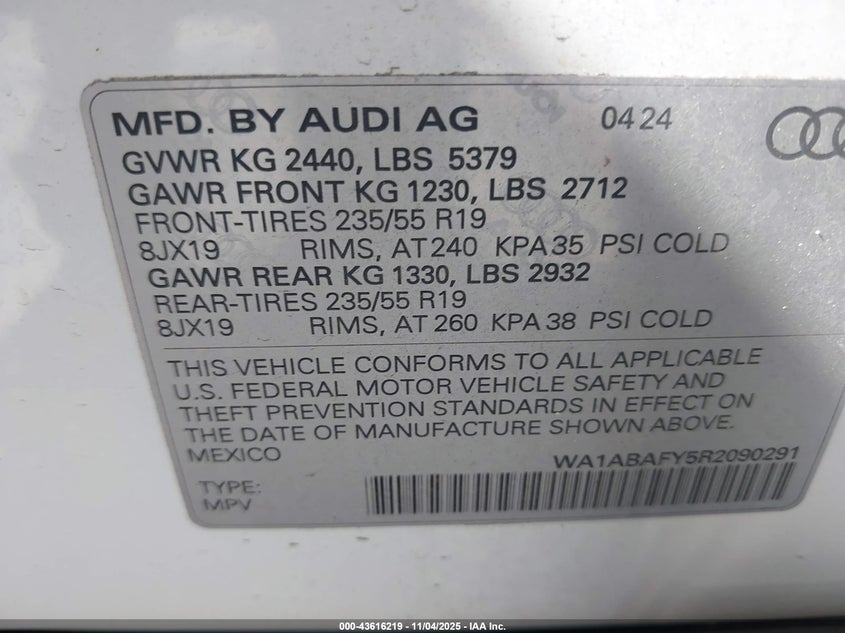 MFD. BY AUDI AG 04 24
GVWR KG 2440, LBS 5379
GAWR FRONT KG 1230, LBS 2712
FRONT-TIRES 235/55 R19
8JX19 RIMS, AT 240 KPA 35 PSI COLD
GAWR REAR KG 1330, LBS 2932
REAR-TIRES 235/55 R19
8JX19 RIMS, AT 260 KPA 38 PSI COLD
THIS VEHICLE CONFORMS TO ALL APPLICABLE
U.S. FEDERAL MOTOR VEHICLE SAFETY AND
THEFT PREVENTION STANDARDS IN EFFECT ON
THE DATE OF MANUFACTURE SHOWN ABOVE.
MEXICO
WA1ABAFY5R2090291
TYPE:
MPV
000-43616219 - 11/04/2025 - IAA Inc.